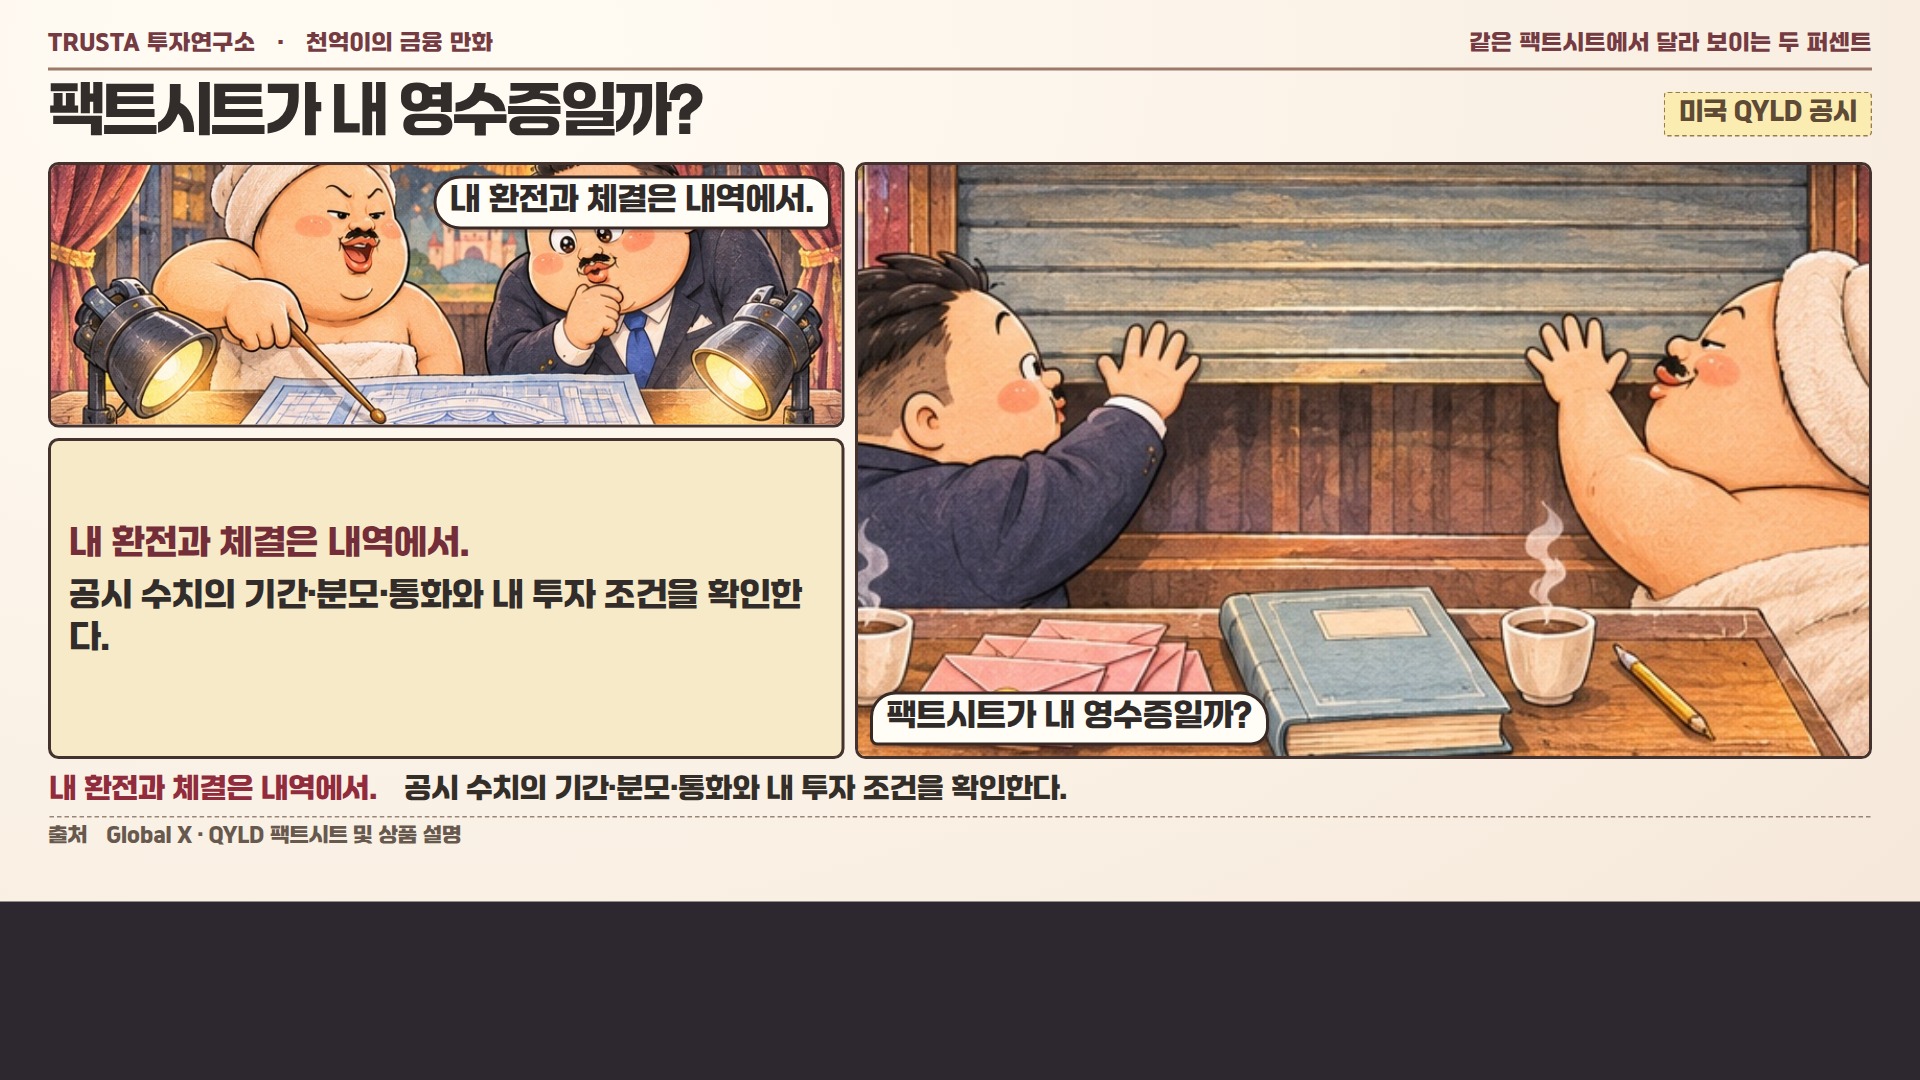 TRUSTA 투자연구소 · 천억이의 금융 만화
같은 팩트시트에서 달라 보이는 두 퍼센트
팩트시트가 내 영수증일까?
미국 QYLD 공시
내 환전과 체결은 내역에서.
내 환전과 체결은 내역에서.
공시 수치의 기간·분모·통화와 내 투자 조건을 확인한
다.
팩트시트가 내 영수증일까?
내 환전과 체결은 내역에서. 공시 수치의 기간·분모·통화와 내 투자 조건을 확인한다.
출처 Global X · QYLD 팩트시트 및 상품 설명